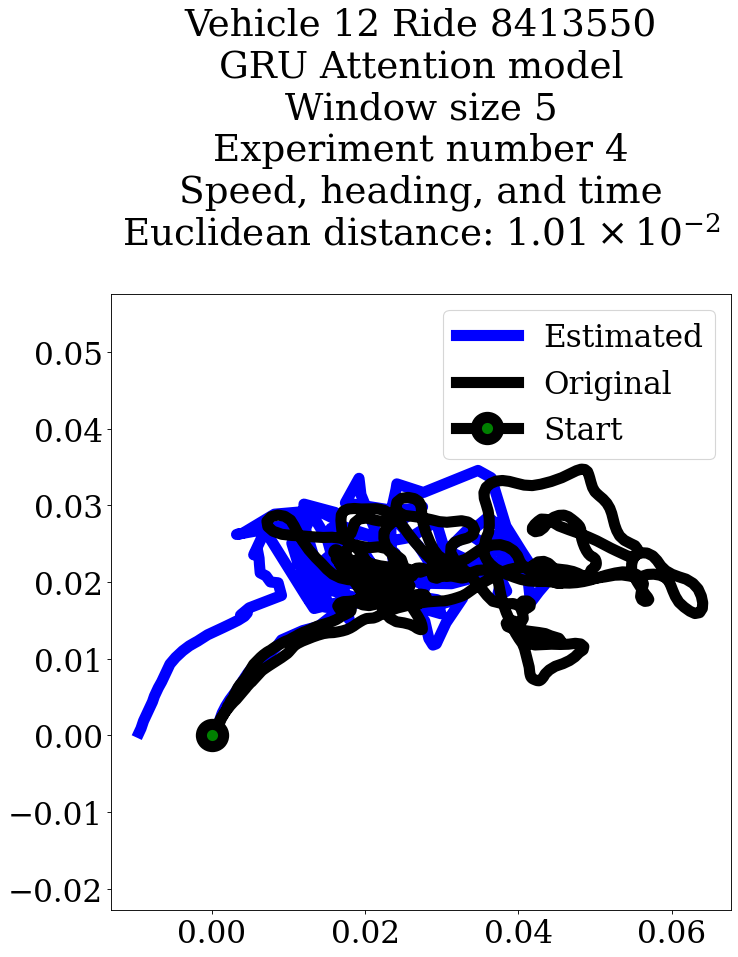 Vehicle 12 Ride 8413550
GRU Attention model
Window size 5
Experiment number 4
Speed, heading, and time
Euclidean distance: 1.01 × 10⁻²
Estimated
Original
Start
0.05
0.04
0.03
0.02
0.01
0.00
−0.01
−0.02
0.00 0.02 0.04 0.06